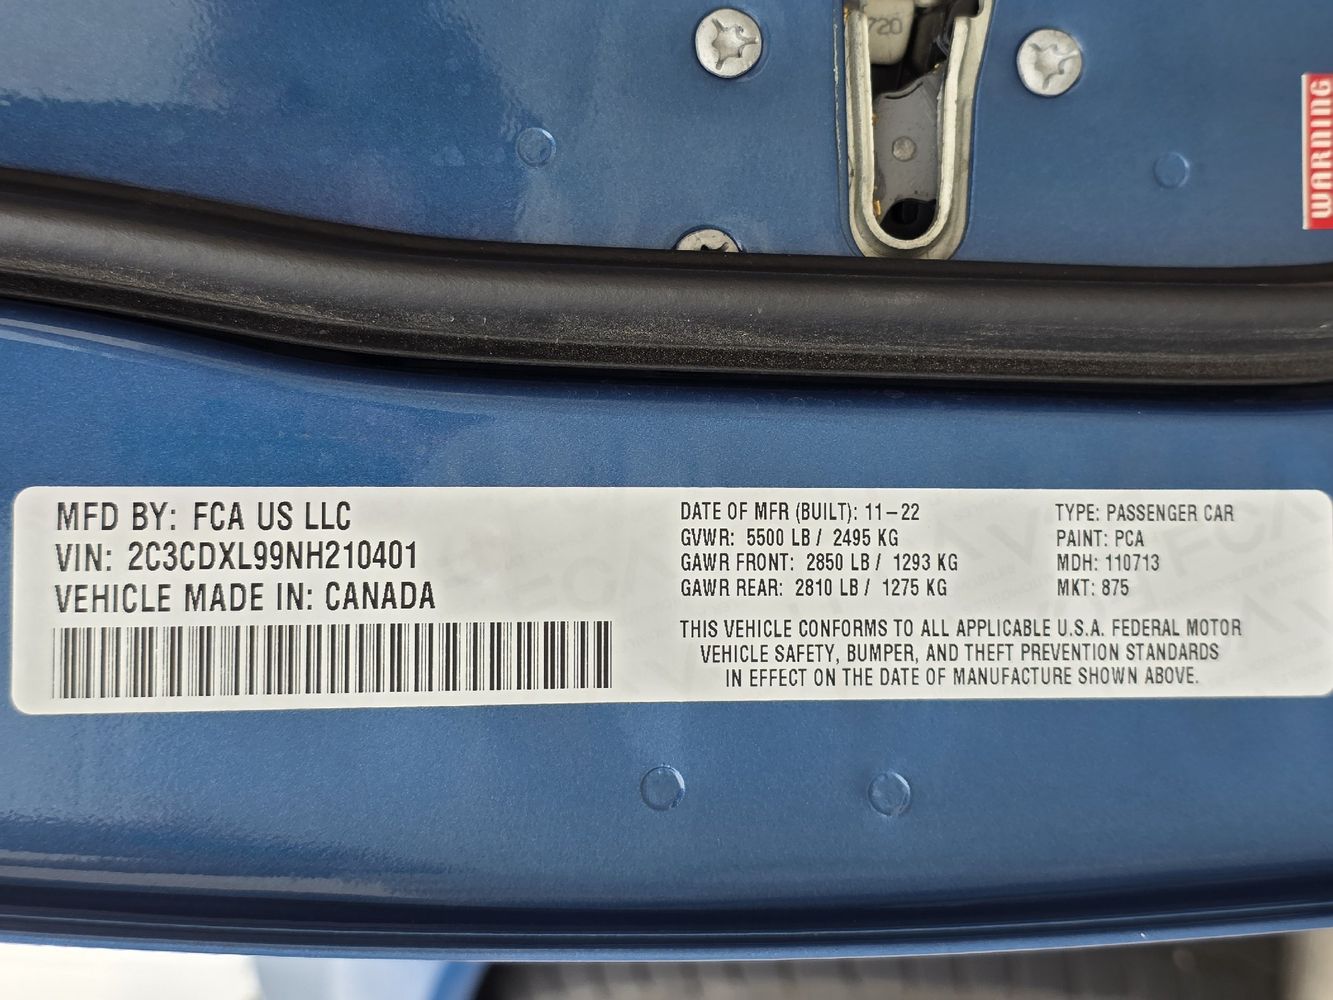 720
WARNING
MFD BY: FCA US LLC
VIN: 2C3CDXL99NH210401
VEHICLE MADE IN: CANADA
DATE OF MFR (BUILT): 11-22
GVWR: 5500 LB / 2495 KG
GAWR FRONT: 2850 LB / 1293 KG
GAWR REAR: 2810 LB / 1275 KG
TYPE: PASSENGER CAR
PAINT: PCA
MDH: 110713
MKT: 875
THIS VEHICLE CONFORMS TO ALL APPLICABLE U.S.A. FEDERAL MOTOR
VEHICLE SAFETY, BUMPER, AND THEFT PREVENTION STANDARDS
IN EFFECT ON THE DATE OF MANUFACTURE SHOWN ABOVE.